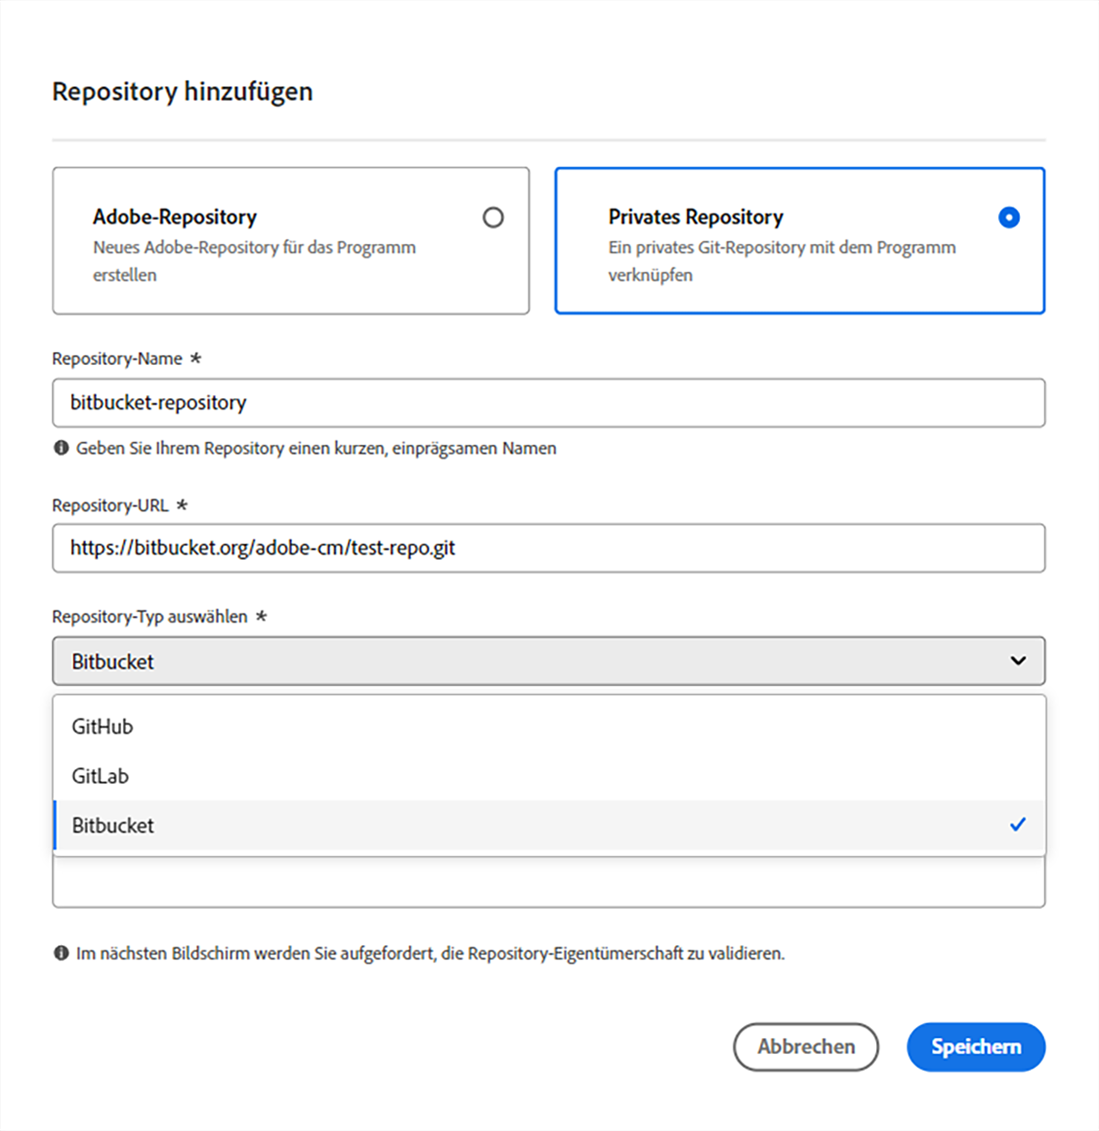 Repository hinzufügen
Adobe-Repository
Neues Adobe-Repository für das Programm
erstellen
Privates Repository
Ein privates Git-Repository mit dem Programm
verknüpfen
Repository-Name *
bitbucket-repository
Geben Sie Ihrem Repository einen kurzen, einprägsamen Namen
Repository-URL *
https://bitbucket.org/adobe-cm/test-repo.git
Repository-Typ auswählen *
Bitbucket
GitHub
GitLab
Bitbucket
Im nächsten Bildschirm werden Sie aufgefordert, die Repository-Eigentümerschaft zu validieren.
Abbrechen
Speichern